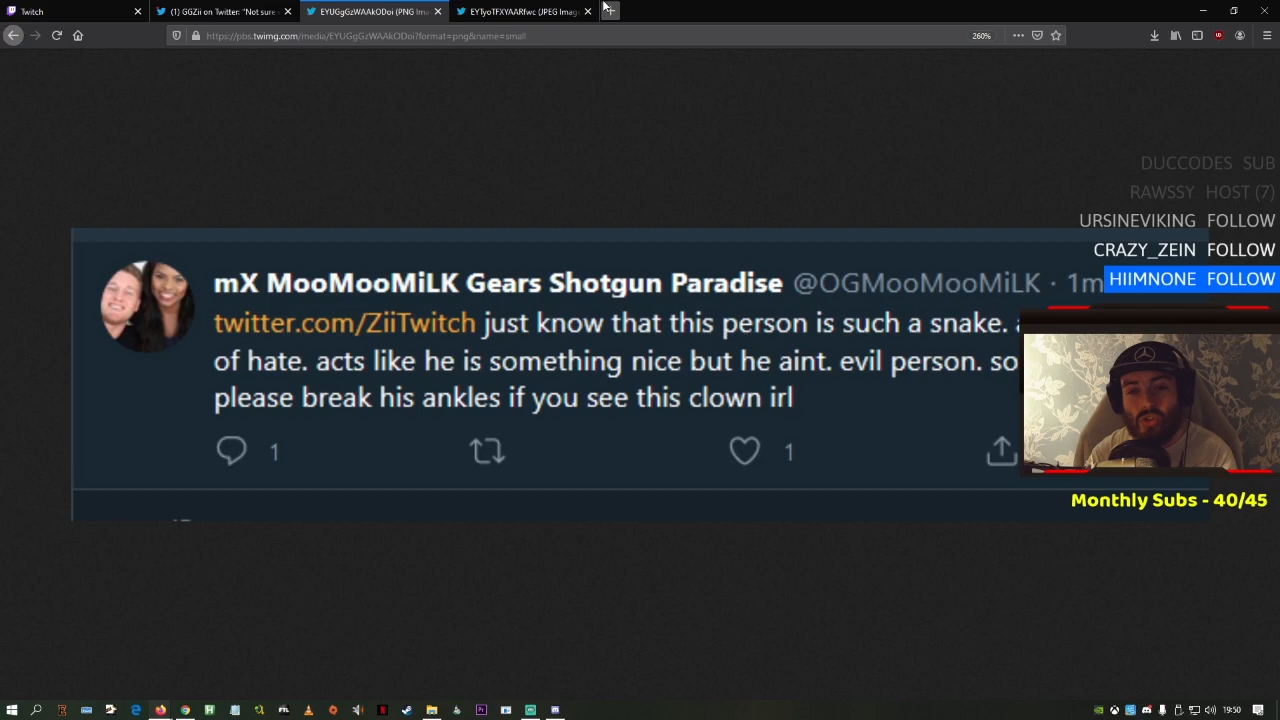 Twitch
(1) GGZii on Twitter: "Not sure
EYUGgGzWAAkODoi (PNG Ima
EYTyoTFXYAARfwc (JPEG Imag
https://pbs.twimg.com/media/EYUGgGzWAAkODoi?format=png&name=small
260%
DUCCODES SUB
RAWSSY HOST (7)
URSINEVIKING FOLLOW
CRAZY_ZEIN FOLLOW
HIIMNONE FOLLOW
mX MooMooMiLK Gears Shotgun Paradise @OGMooMooMiLK · 1m
twitter.com/ZiiTwitch just know that this person is such a snake.
of hate. acts like he is something nice but he aint. evil person. so
please break his ankles if you see this clown irl
1
1
Monthly Subs - 40/45
19:50